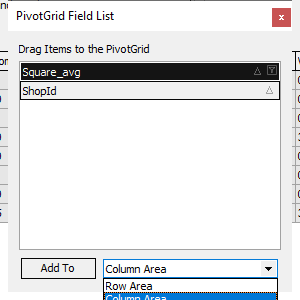 PivotGrid Field List
x
Drag Items to the PivotGrid
Square_avg
ShopId
Add To
Column Area
Row Area
Column Area